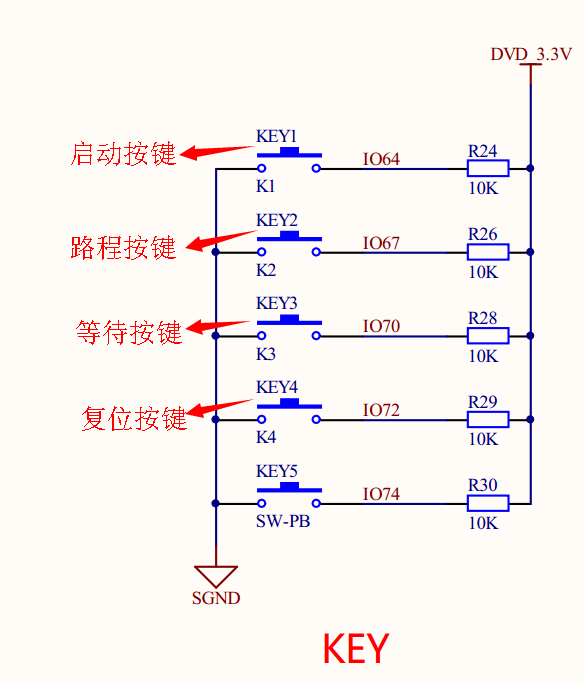 DVD_3.3V
KEY1
启动按键
IO64
R24
K1
10K
KEY2
路程按键
IO67
R26
K2
10K
KEY3
等待按键
IO70
R28
K3
10K
KEY4
复位按键
IO72
R29
K4
10K
KEY5
IO74
R30
SW-PB
10K
SGND
KEY